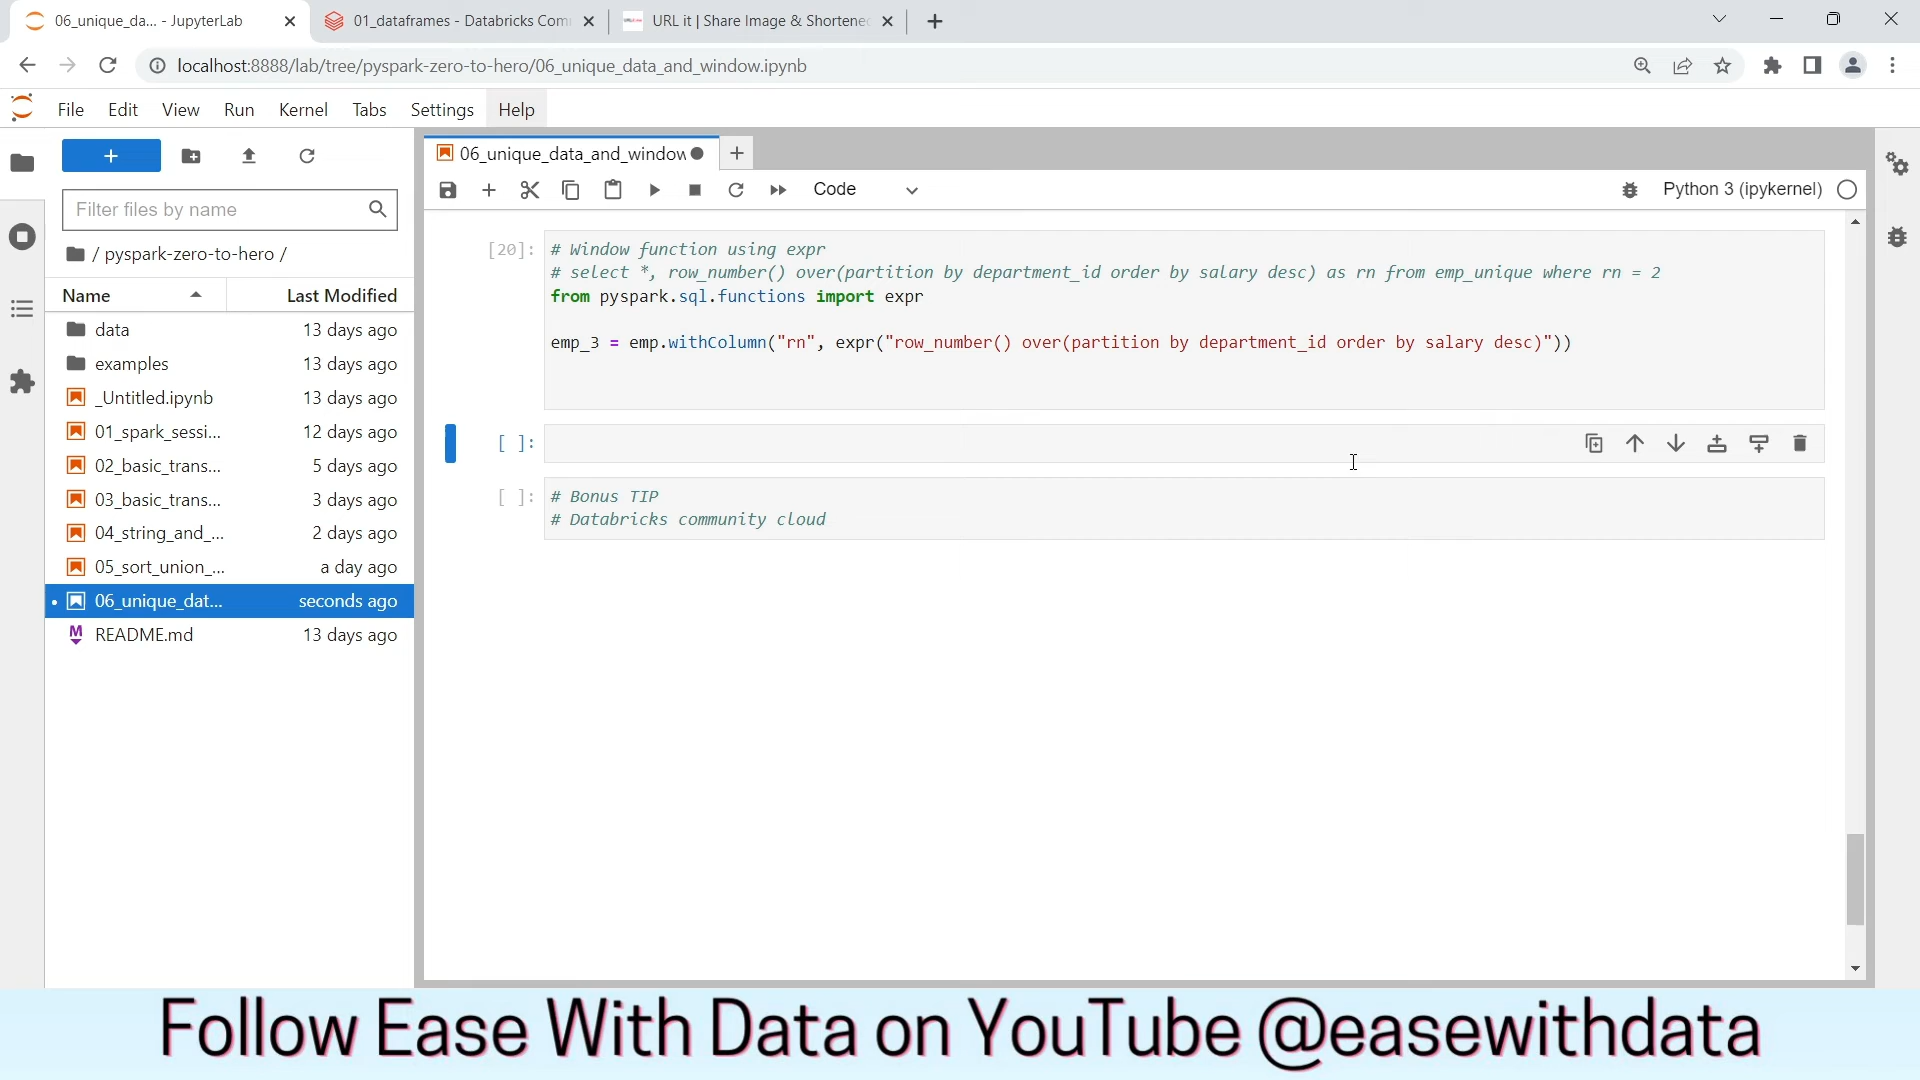 06_unique_da... - JupyterLab
01_dataframes - Databricks Com
URL it | Share Image & Shortene
localhost:8888/lab/tree/pyspark-zero-to-hero/06_unique_data_and_window.ipynb
File Edit View Run Kernel Tabs Settings Help
06_unique_data_and_window
Filter files by name
Code
Python 3 (ipykernel)
/ pyspark-zero-to-hero /
Name Last Modified
data 13 days ago
examples 13 days ago
_Untitled.ipynb 13 days ago
01_spark_sessi... 12 days ago
02_basic_trans... 5 days ago
03_basic_trans... 3 days ago
04_string_and_... 2 days ago
05_sort_union_... a day ago
06_unique_dat... seconds ago
README.md 13 days ago
[20]: # Window function using expr
# select *, row_number() over(partition by department_id order by salary desc) as rn from emp_unique where rn = 2
from pyspark.sql.functions import expr
emp_3 = emp.withColumn("rn", expr("row_number() over(partition by department_id order by salary desc)"))
[ ]:
[ ]: # Bonus TIP
# Databricks community cloud
Follow Ease With Data on YouTube @easewithdata